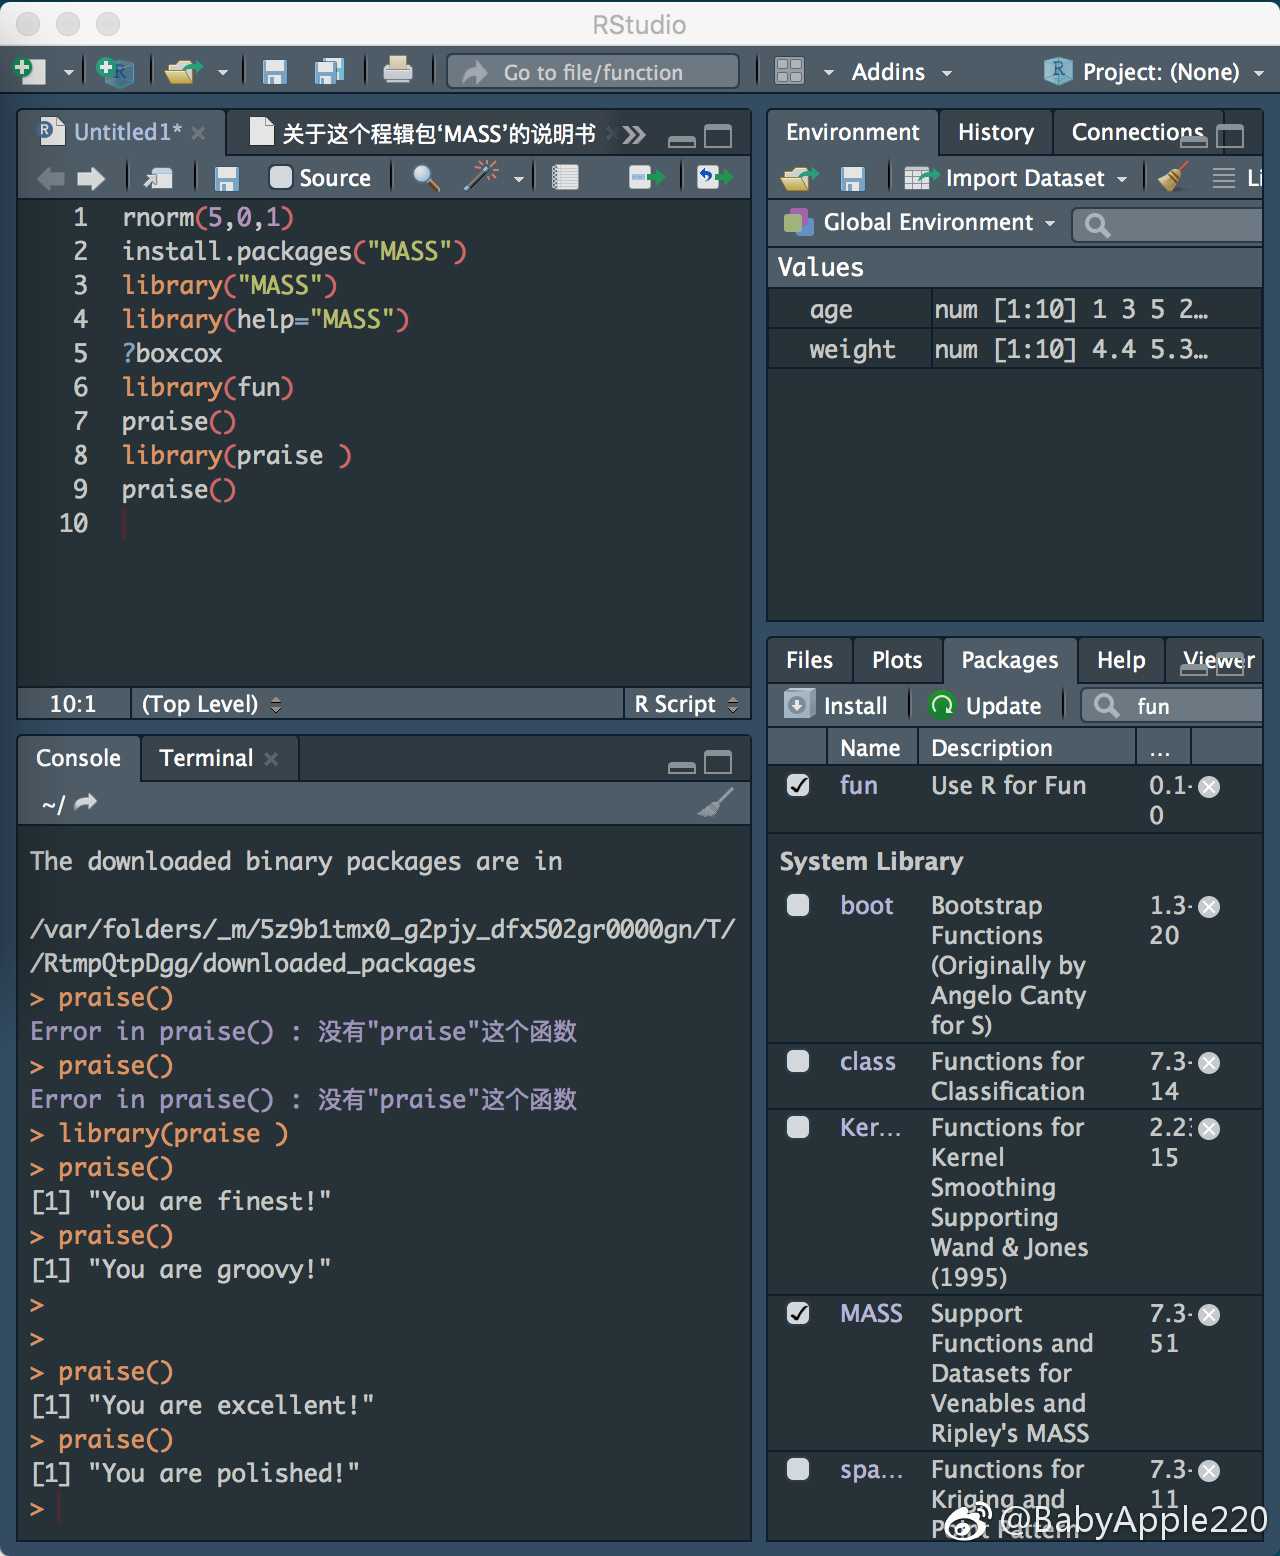 RStudio
Go to file/function
Addins
Project: (None)
Untitled1*
关于这个程辑包‘MASS’的说明书
Source
1 rnorm(5,0,1)
2 install.packages("MASS")
3 library("MASS")
4 library(help="MASS")
5 ?boxcox
6 library(fun)
7 praise()
8 library(praise )
9 praise()
10
10:1
(Top Level)
R Script
Console
Terminal
~/
The downloaded binary packages are in
/var/folders/_m/5z9b1tmx0_g2pjy_dfx502gr0000gn/T/
/RtmpQtpDgg/downloaded_packages
> praise()
Error in praise() : 没有"praise"这个函数
> praise()
Error in praise() : 没有"praise"这个函数
> library(praise )
> praise()
[1] "You are finest!"
> praise()
[1] "You are groovy!"
>
>
> praise()
[1] "You are excellent!"
> praise()
[1] "You are polished!"
>
Environment
History
Connections
Import Dataset
Li
Global Environment
Values
age num [1:10] 1 3 5 2…
weight num [1:10] 4.4 5.3…
Files
Plots
Packages
Help
Viewer
Install
Update
fun
Name
Description
...
fun Use R for Fun 0.1-
0
System Library
boot Bootstrap 1.3-
Functions 20
(Originally by
Angelo Canty
for S)
class Functions for 7.3-
Classification 14
Ker… Functions for 2.2
Kernel 15
Smoothing
Supporting
Wand & Jones
(1995)
MASS Support 7.3-
Functions and 51
Datasets for
Venables and
Ripley's MASS
spa… Functions for 7.3-
Kriging and 11
Point Pattern
@BabyApple220